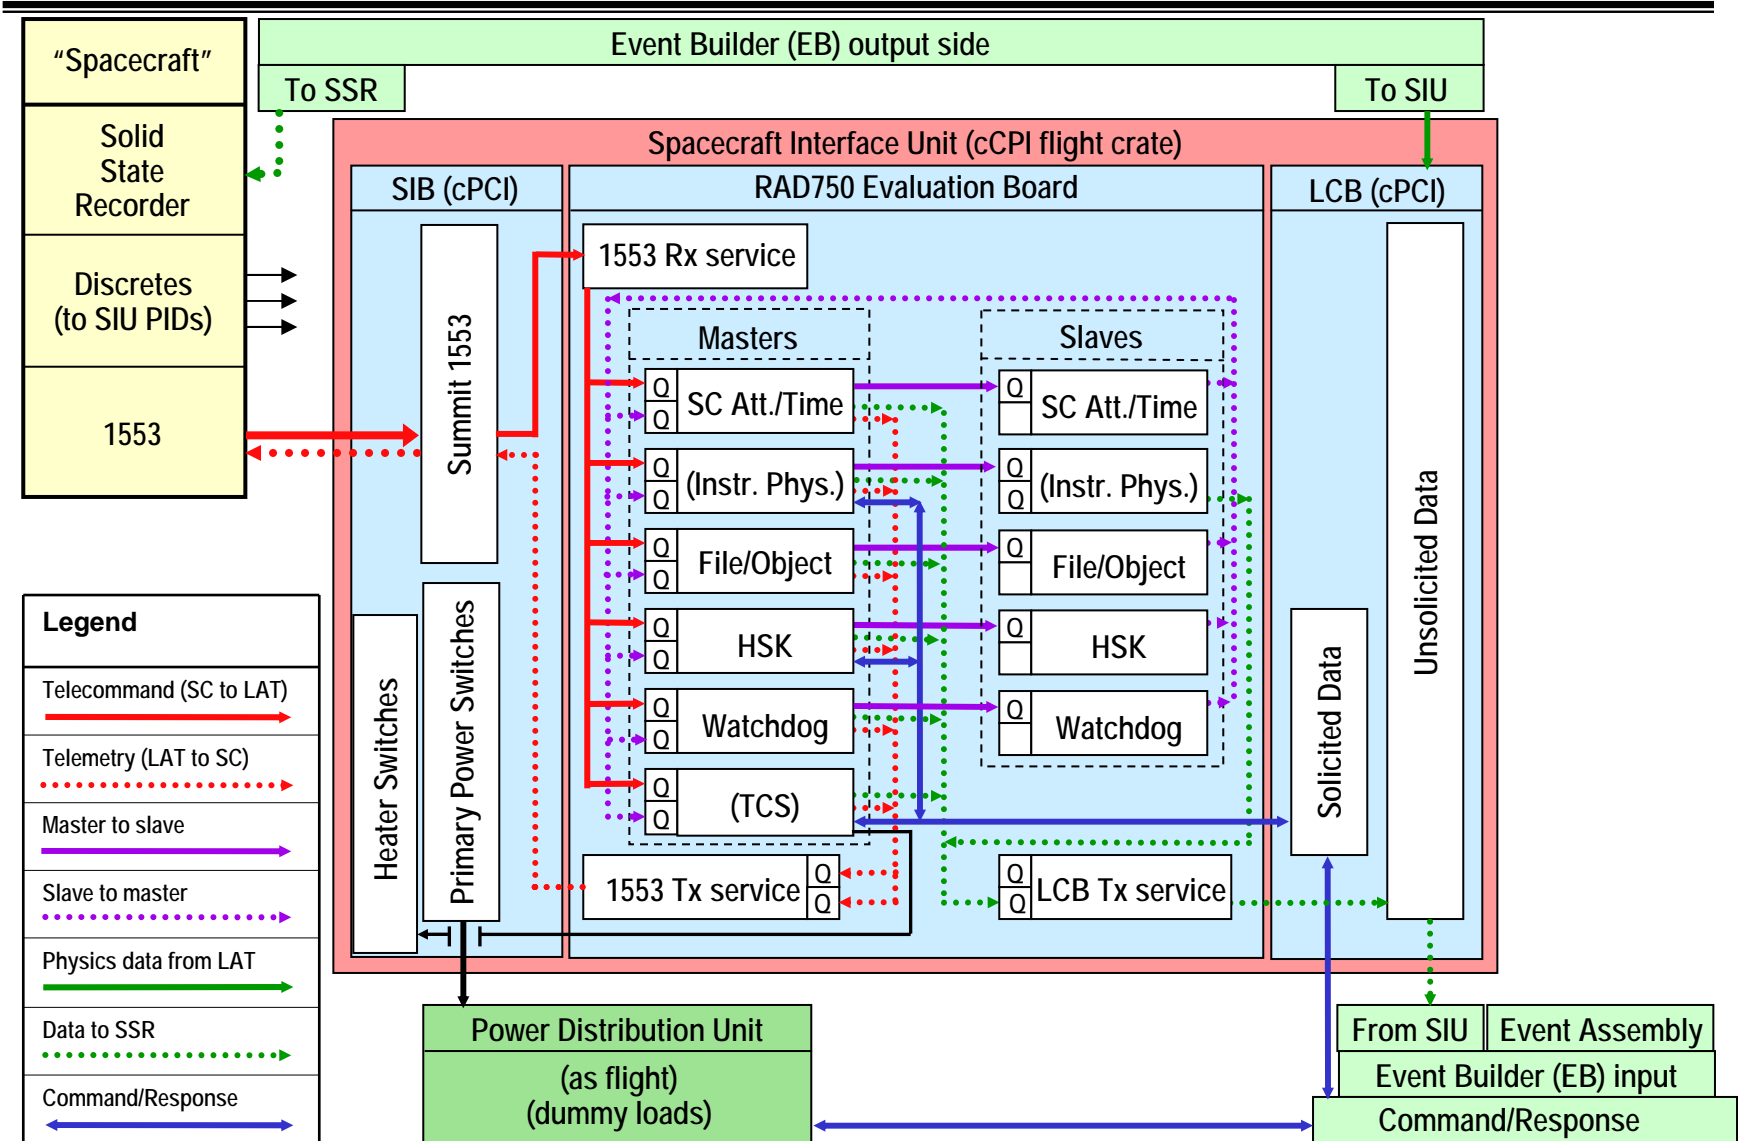 “Spacecraft”
Solid
State
Recorder
Discretes
(to SIU PIDs)
1553
Event Builder (EB) output side
To SSR
To SIU
Spacecraft Interface Unit (cCPI flight crate)
SIB (cPCI)
RAD750 Evaluation Board
LCB (cPCI)
Summit 1553
Heater Switches
Primary Power Switches
1553 Rx service
Masters
Q
Q
SC Att./Time
Q
Q
(Instr. Phys.)
Q
Q
File/Object
Q
Q
HSK
Q
Q
Watchdog
Q
Q
(TCS)
1553 Tx service
Q
Q
Slaves
Q
SC Att./Time
Q
Q
(Instr. Phys.)
Q
File/Object
Q
HSK
Q
Watchdog
Q
Q
LCB Tx service
Solicited Data
Unsolicited Data
Legend
Telecommand (SC to LAT)
Telemetry (LAT to SC)
Master to slave
Slave to master
Physics data from LAT
Data to SSR
Command/Response
Power Distribution Unit
(as flight)
(dummy loads)
From SIU
Event Assembly
Event Builder (EB) input
Command/Response